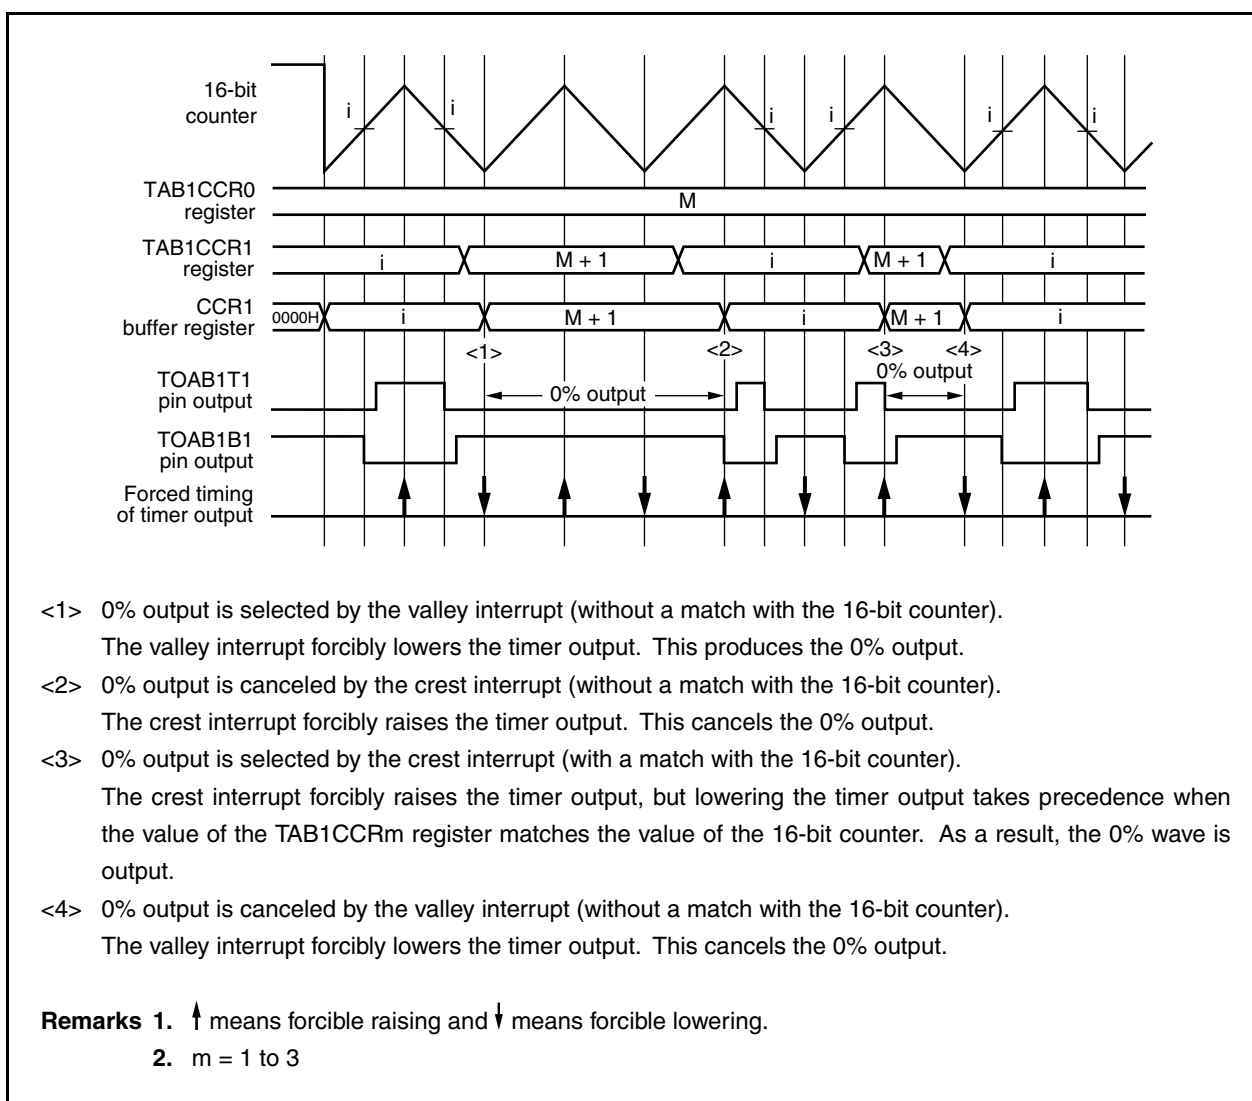 16-bit
counter
i
i
i
i
i
i
TAB1CCR0
register
M
TAB1CCR1
register
i
M + 1
i
M + 1
i
CCR1
buffer register
0000H
i
M + 1
i
M + 1
i
<1>
<2>
<3>
<4>
TOAB1T1
pin output
0% output
0% output
TOAB1B1
pin output
Forced timing
of timer output
<1> 0% output is selected by the valley interrupt (without a match with the 16-bit counter).
The valley interrupt forcibly lowers the timer output. This produces the 0% output.
<2> 0% output is canceled by the crest interrupt (without a match with the 16-bit counter).
The crest interrupt forcibly raises the timer output. This cancels the 0% output.
<3> 0% output is selected by the crest interrupt (with a match with the 16-bit counter).
The crest interrupt forcibly raises the timer output, but lowering the timer output takes precedence when
the value of the TAB1CCRm register matches the value of the 16-bit counter. As a result, the 0% wave is
output.
<4> 0% output is canceled by the valley interrupt (without a match with the 16-bit counter).
The valley interrupt forcibly lowers the timer output. This cancels the 0% output.
Remarks 1. ↑ means forcible raising and ↓ means forcible lowering.
2. m = 1 to 3